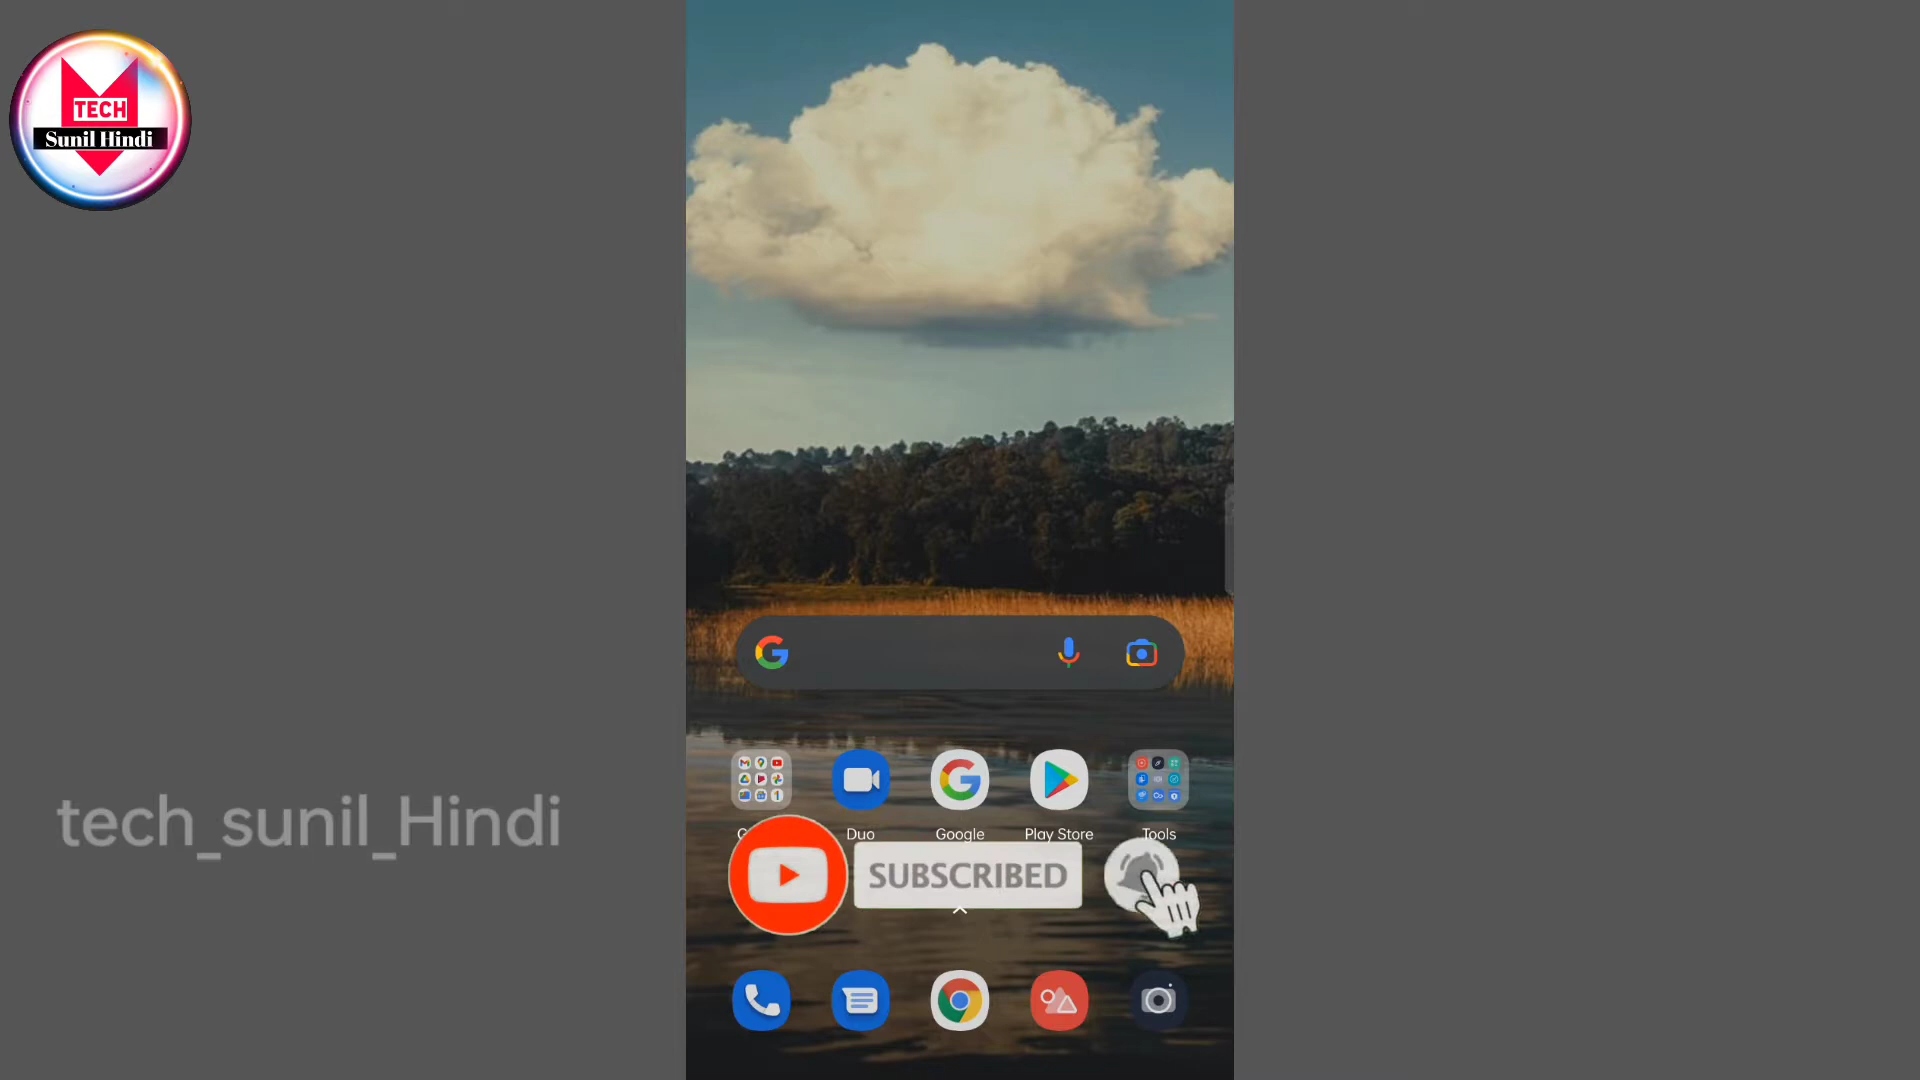 TECH
Sunil Hindi
Duo
Google
Play Store
Tools
SUBSCRIBED
tech_sunil_Hindi